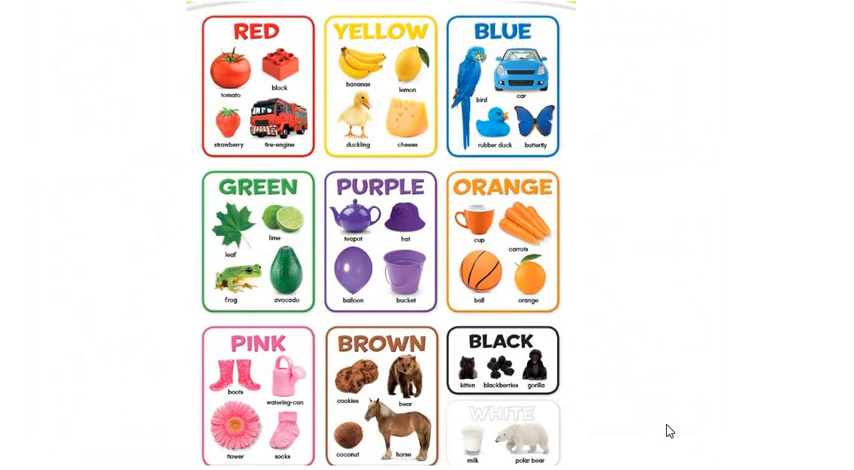 RED
tomato
block
strawberry
fire-engine
YELLOW
bananas
lemon
duckling
cheese
BLUE
bird
car
rubber duck
butterfly
GREEN
leaf
lime
frog
avocado
PURPLE
teapot
hat
balloon
bucket
ORANGE
cup
carrots
ball
orange
PINK
boots
watering-can
flower
socks
BROWN
cookies
bear
coconut
horse
BLACK
kitten
blackberries
gorilla
WHITE
milk
polar bear